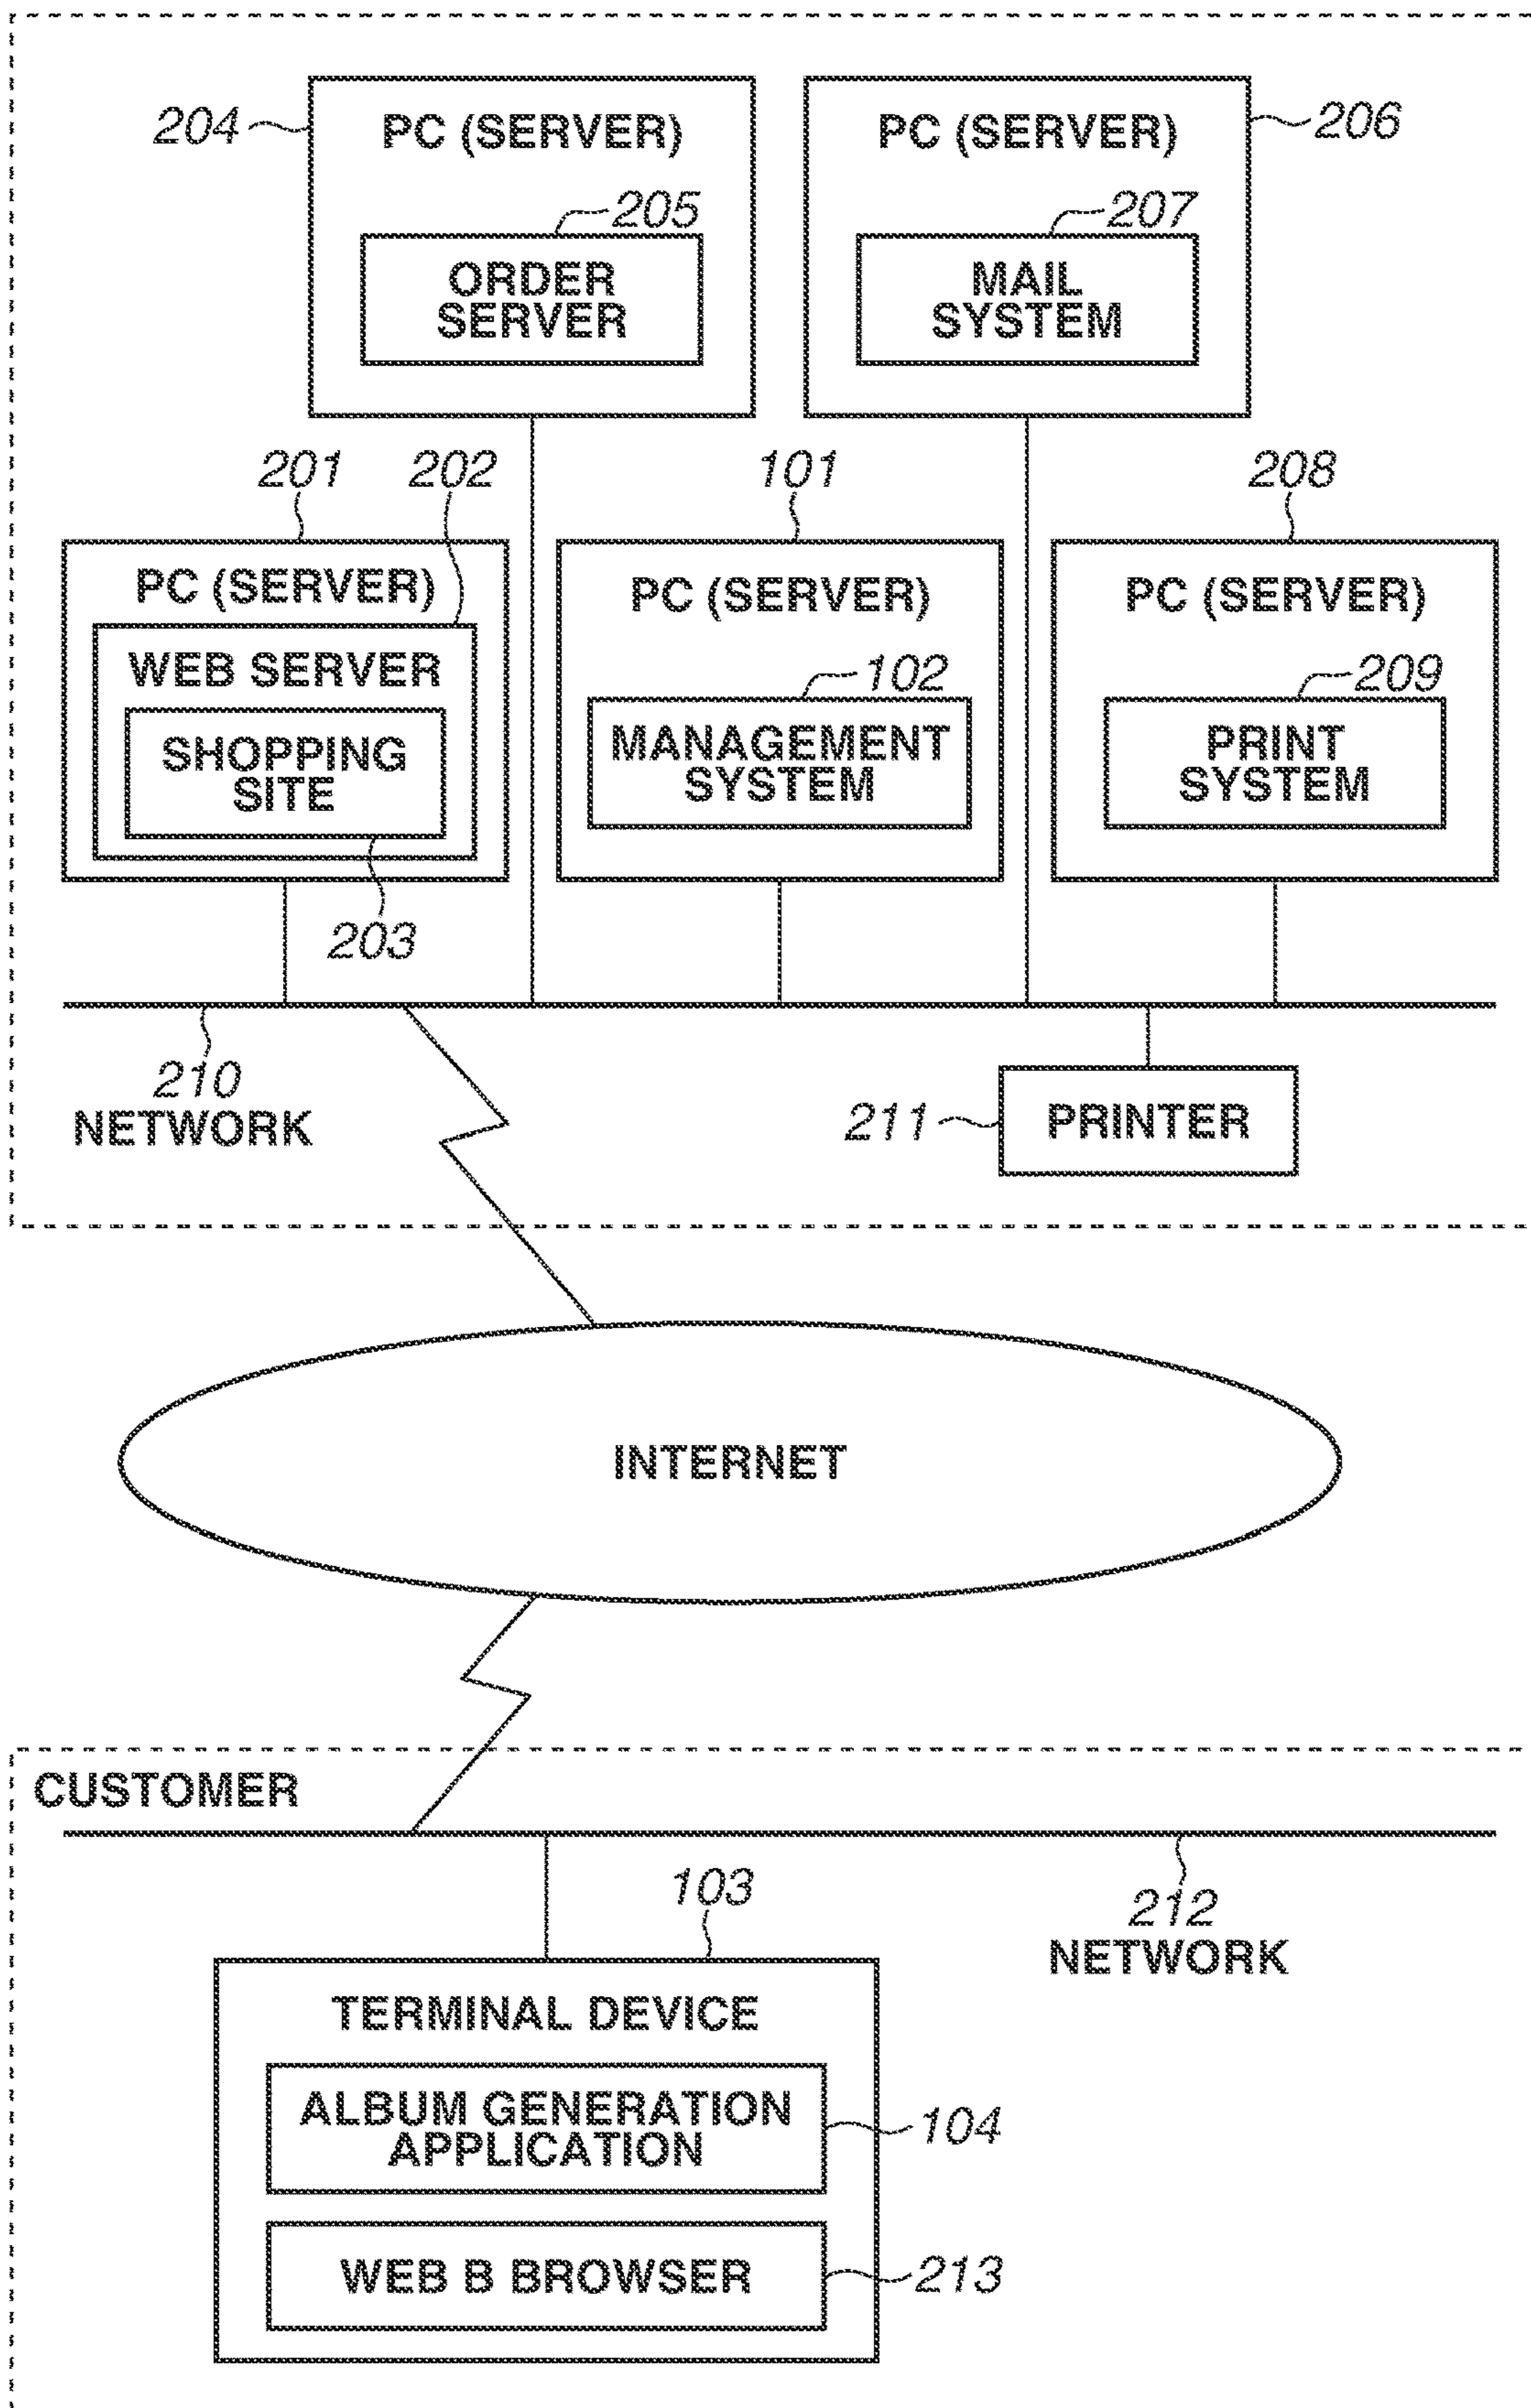 204
PC (SERVER)
205
ORDER
SERVER
PC (SERVER)
206
207
MAIL
SYSTEM
201
202
PC (SERVER)
WEB SERVER
SHOPPING
SITE
203
101
PC (SERVER)
102
MANAGEMENT
SYSTEM
208
PC (SERVER)
209
PRINT
SYSTEM
210
NETWORK
211
PRINTER
INTERNET
CUSTOMER
212
NETWORK
103
TERMINAL DEVICE
ALBUM GENERATION
APPLICATION
104
WEB B BROWSER
213